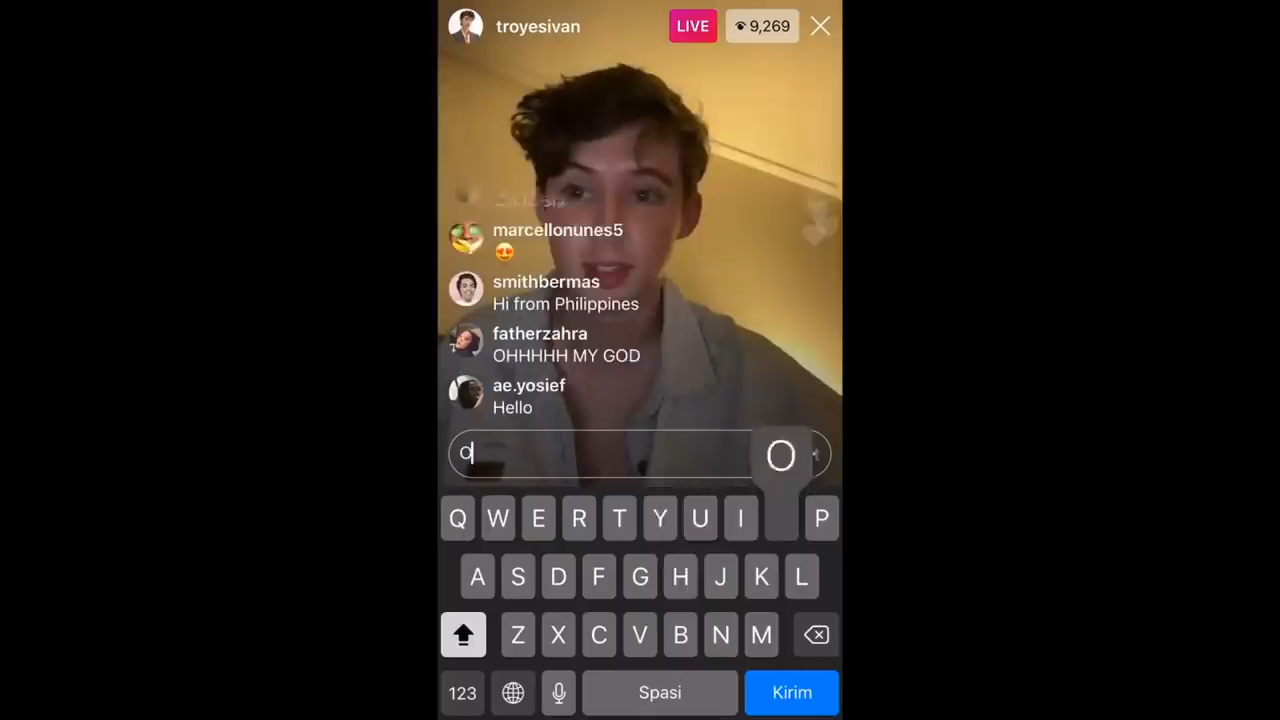 troyesivan
LIVE
9,269
marcellonunes5
😍
smithbermas
Hi from Philippines
fatherzahra
OHHHHH MY GOD
ae.yosief
Hello
O
O
Q W E R T Y U I P
A S D F G H J K L
Z X C V B N M
123 Spasi Kirim